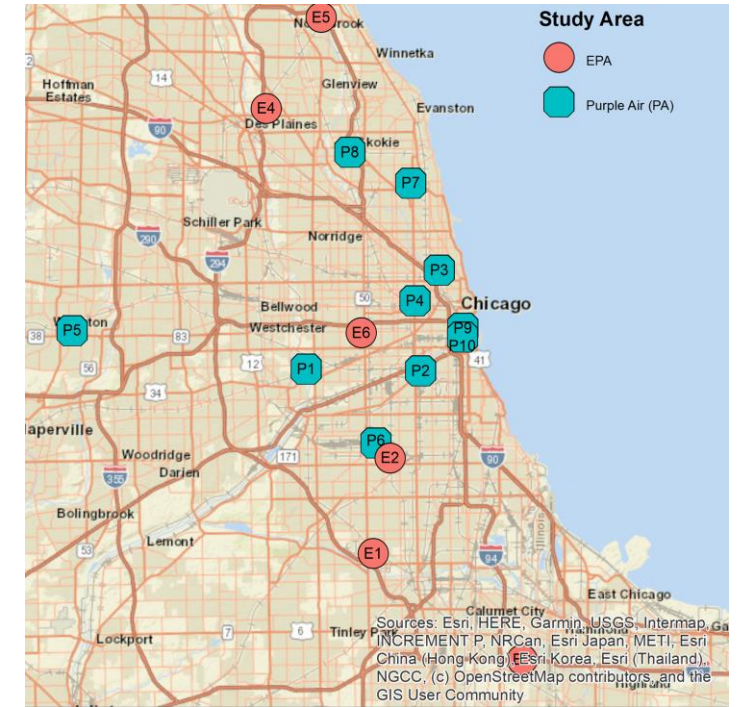 Study Area
EPA
Purple Air (PA)
E5
Winnetka
2
14
Hoffman
Estates
Glenview
E4
Evanston
Des Plaines
90
P8
kokie
P7
Schiller Park
290
Norridge
294
P3
50
P4
Chicago
Bellwood
Westchester
P5
38
83
E6
P9
P10
12
P1
P2
41
56
34
aperville
P6
E2
Woodridge
171
90
Darien
355
Bolingbrook
53
Lemont
E1
94
Illinois
East Chicago
Calumet City
Lockport
7
6
Tinley Park
Sources: Esri, HERE, Garmin, USGS, Intermap,
INCREMENT P, NRCan, Esri Japan, METI, Esri
China (Hong Kong), Esri Korea, Esri (Thailand),
NGCC, (c) OpenStreetMap contributors, and the
GIS User Community